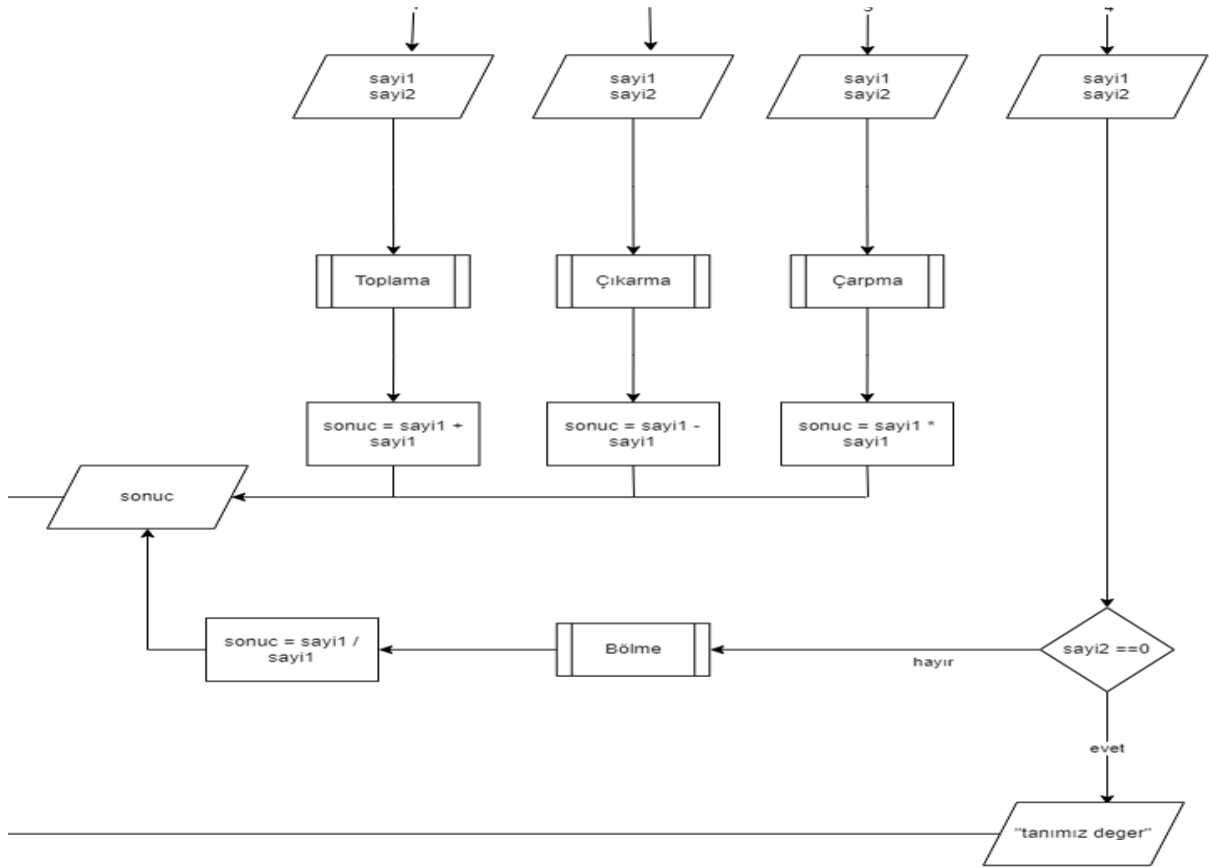 sayi1
sayi2
sayi1
sayi2
sayi1
sayi2
sayi1
sayi2
Toplama
Çıkarma
Çarpma
sonuc = sayi1 +
sayi1
sonuc = sayi1 -
sayi1
sonuc = sayi1 *
sayi1
sonuc
sonuc = sayi1 /
sayi1
Bölme
hayır
sayi2 ==0
evet
"tanımız deger"